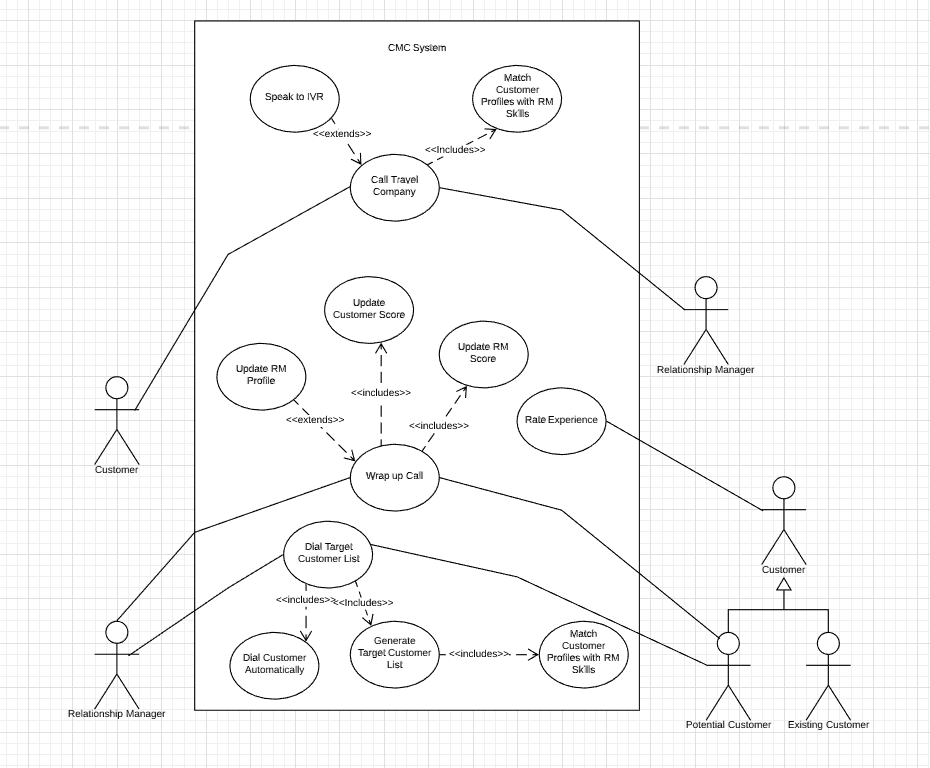 CMC System
Speak to IVR
Match
Customer
Profiles with RM
Skills
<<extends>>
<<Includes>>
Call Travel
Company
Update
Customer Score
Update RM
Score
Update RM
Profile
<<includes>>
<<extends>>
<<includes>>
Rate Experience
Relationship Manager
Customer
Wrap up Call
Dial Target
Customer List
Customer
<<includes>>
<<Includes>>
Dial Customer
Automatically
Generate
Target Customer
List
<<includes>>
Match
Customer
Profiles with RM
Skills
Relationship Manager
Potential Customer
Existing Customer